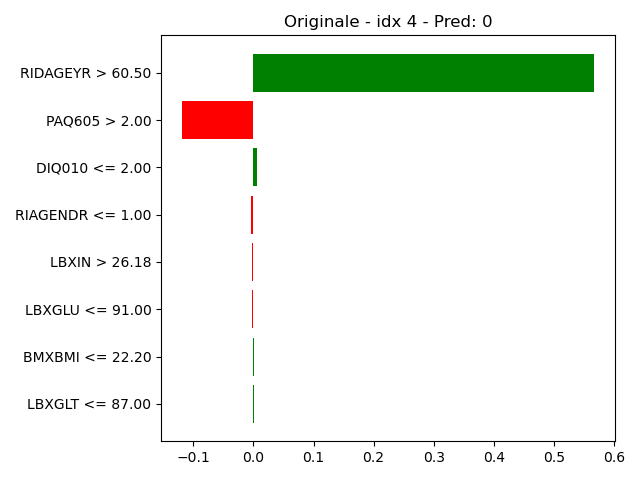 Originale - idx 4 - Pred: 0
RIDAGEYR > 60.50
PAQ605 > 2.00
DIQ010 <= 2.00
RIAGENDR <= 1.00
LBXIN > 26.18
LBXGLU <= 91.00
BMXBMI <= 22.20
LBXGLT <= 87.00
−0.1 0.0 0.1 0.2 0.3 0.4 0.5 0.6